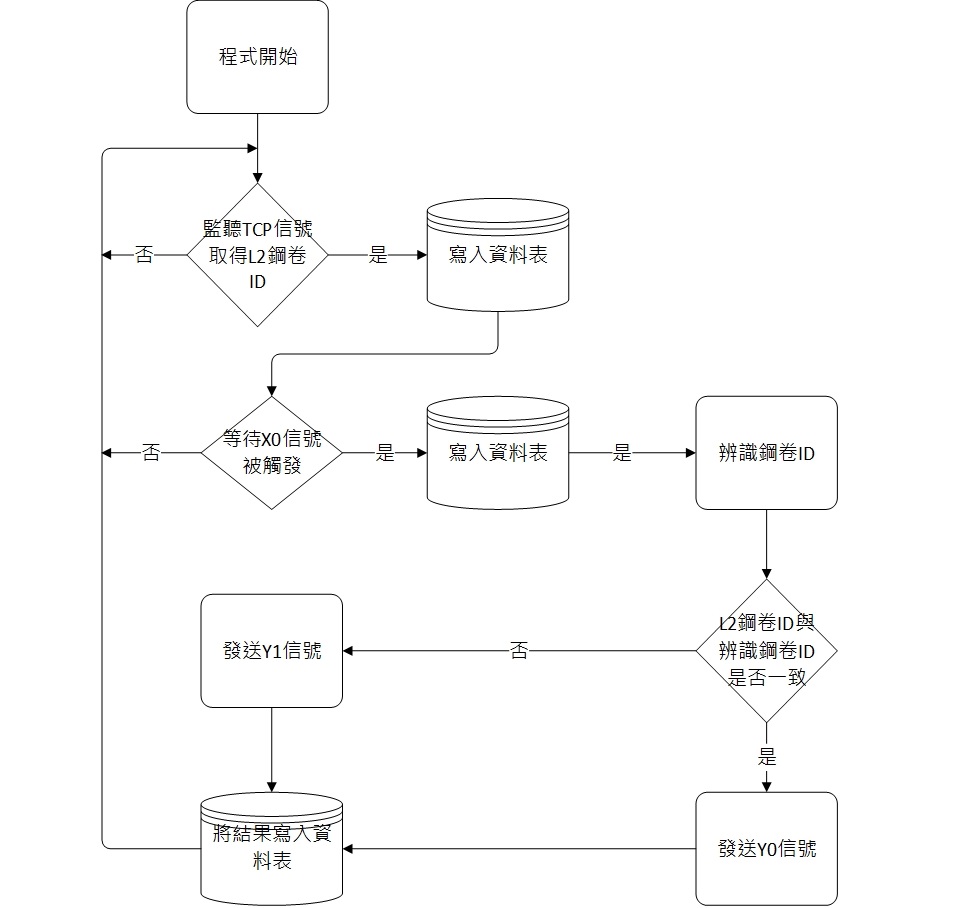 程式開始
監聽TCP信號
取得L2鋼卷
ID
否
是
寫入資料表
等待X0信號
被觸發
否
是
寫入資料表
是
辨識鋼卷ID
L2鋼卷ID與
辨識鋼卷ID
是否一致
否
發送Y1信號
是
發送Y0信號
將結果寫入資
料表